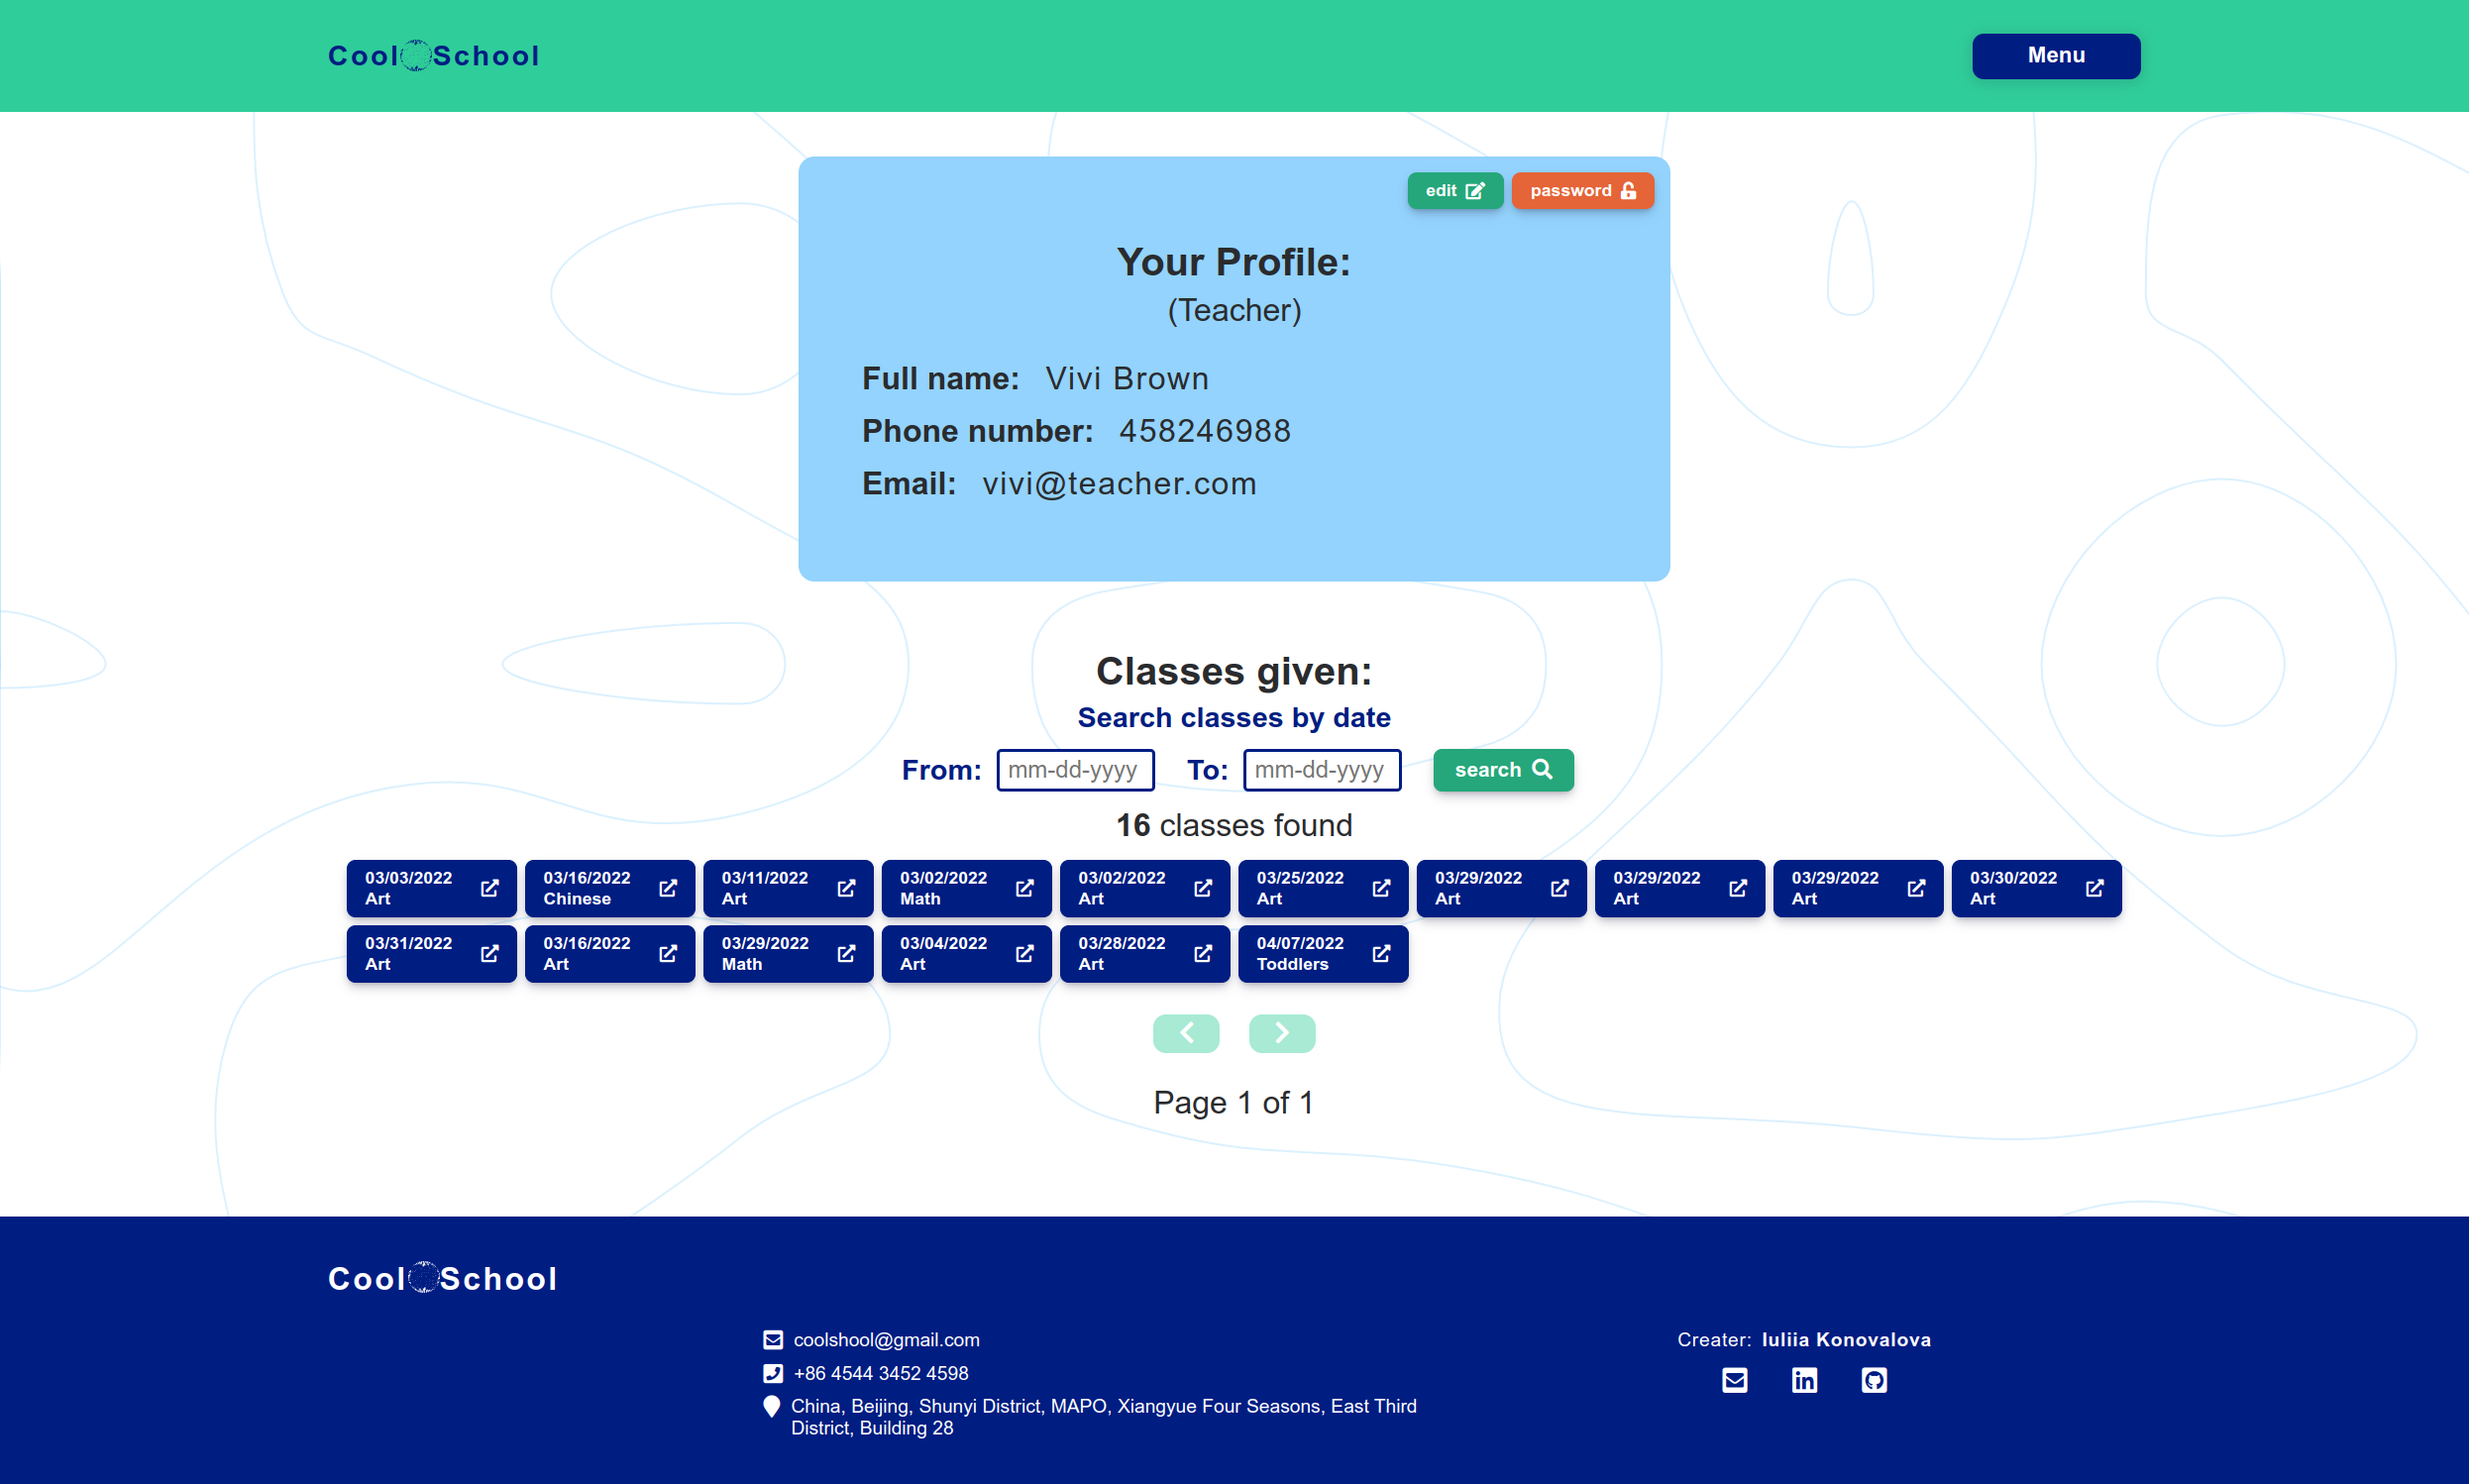 Cool School
Menu
edit
password
Your Profile:
(Teacher)
Full name: Vivi Brown
Phone number: 458246988
Email: vivi@teacher.com
Classes given:
Search classes by date
From: mm-dd-yyyy To: mm-dd-yyyy search
16 classes found
03/03/2022 03/16/2022 03/11/2022 03/02/2022 03/02/2022 03/25/2022 03/29/2022 03/29/2022 03/29/2022 03/30/2022
Art Chinese Art Math Art Art Art Art Art Art
03/31/2022 03/16/2022 03/29/2022 03/04/2022 03/28/2022 04/07/2022
Art Art Math Art Art Toddlers
Page 1 of 1
Cool School
coolshool@gmail.com
+86 4544 3452 4598
China, Beijing, Shunyi District, MAPO, Xiangyue Four Seasons, East Third
District, Building 28
Creater: Iuliia Konovalova